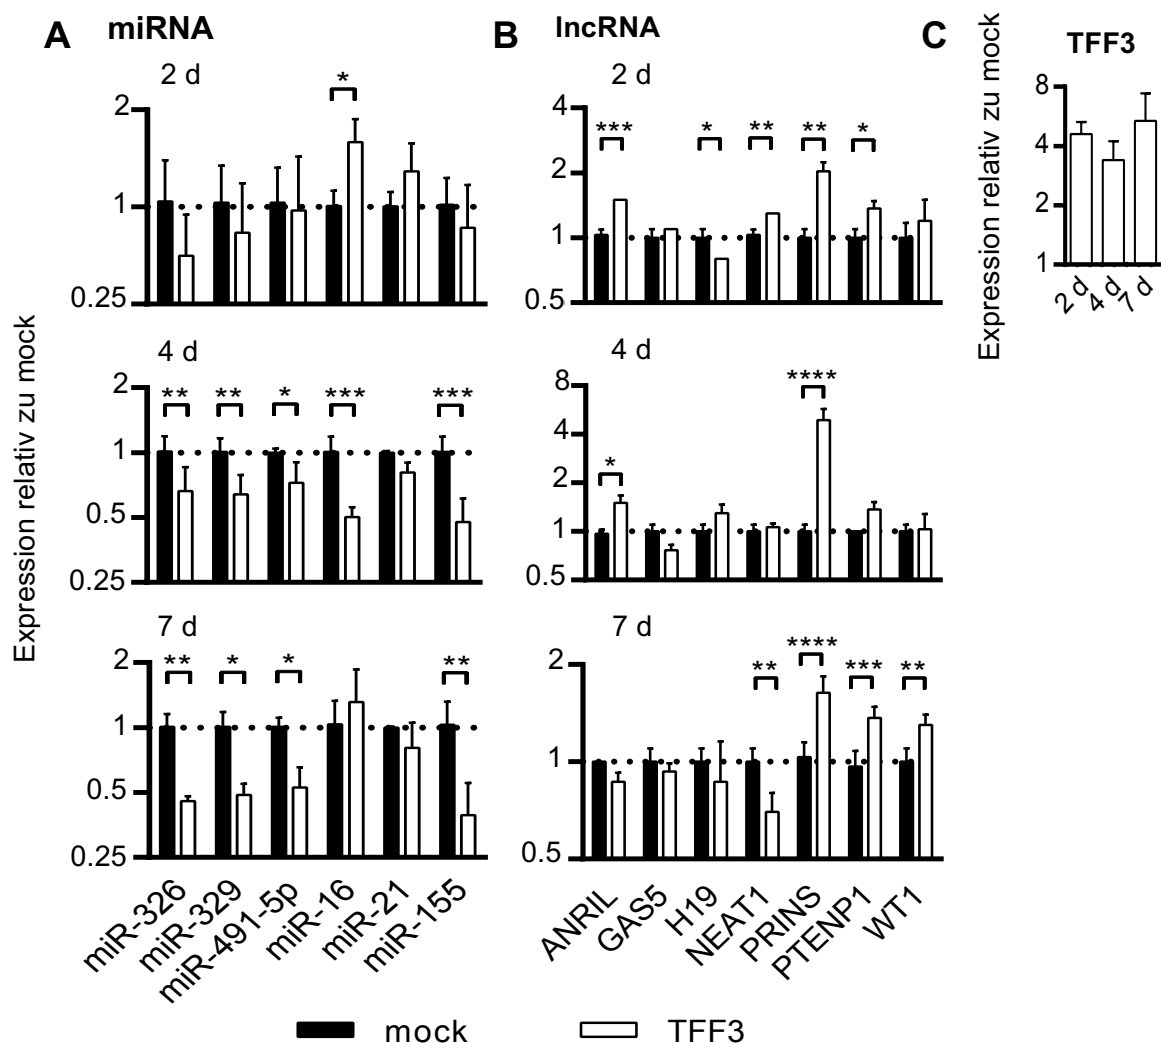 A miRNA
B lncRNA
C
TFF3
Expression relativ zu mock
2 d
2
1
0.25
*
4 d
2
1
0.5
0.25
** ** * *** ***
7 d
2
1
0.5
0.25
** * * **
miR-326
miR-329
miR-491-5p
miR-16
miR-21
miR-155
2 d
4
2
1
0.5
*** * ** ** *
4 d
8
4
2
1
0.5
* ****
7 d
2
1
0.5
** **** *** **
ANRIL
GAS5
H19
NEAT1
PRINS
PTENP1
WT1
Expression relativ zu mock
8
4
2
1
2 d
4 d
7 d
mock
TFF3